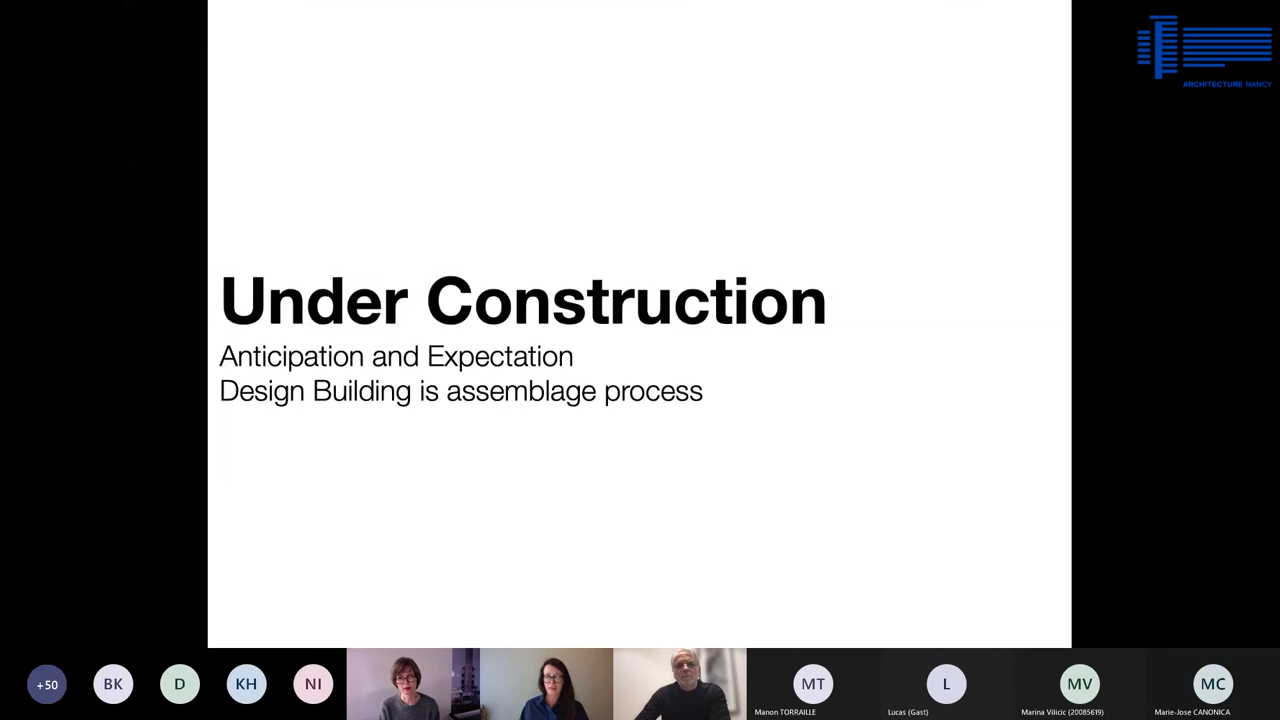 ARCHITECTURE NANCY
Under Construction
Anticipation and Expectation
Design Building is assemblage process
+50
BK
D
KH
NI
MT
L
MV
MC
Manon TORRAILLE
Lucas (Gast)
Marina Vilicic (20085619)
Marie-Jose CANONICA